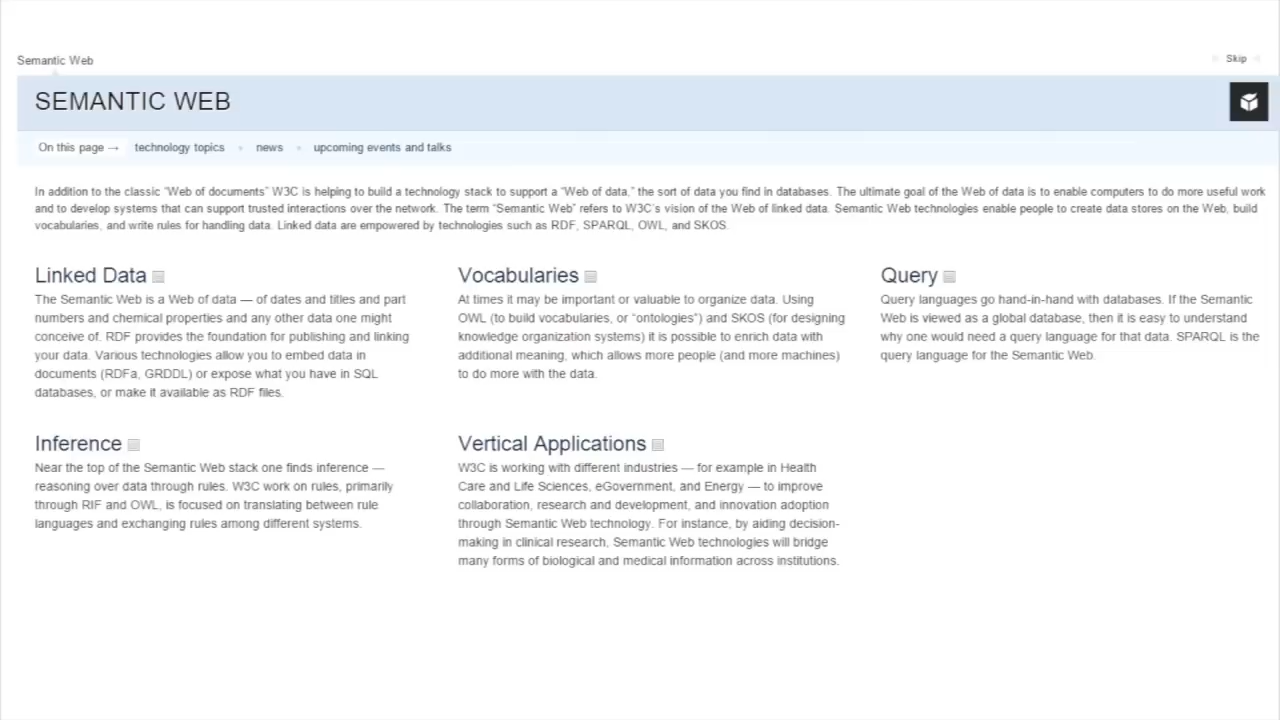 Semantic Web
Skip
SEMANTIC WEB
On this page → technology topics • news • upcoming events and talks
In addition to the classic “Web of documents” W3C is helping to build a technology stack to support a “Web of data,” the sort of data you find in databases. The ultimate goal of the Web of data is to enable computers to do more useful work
and to develop systems that can support trusted interactions over the network. The term “Semantic Web” refers to W3C’s vision of the Web of linked data. Semantic Web technologies enable people to create data stores on the Web, build
vocabularies, and write rules for handling data. Linked data are empowered by technologies such as RDF, SPARQL, OWL, and SKOS.
Linked Data
The Semantic Web is a Web of data — of dates and titles and part
numbers and chemical properties and any other data one might
conceive of. RDF provides the foundation for publishing and linking
your data. Various technologies allow you to embed data in
documents (RDFa, GRDDL) or expose what you have in SQL
databases, or make it available as RDF files.
Vocabularies
At times it may be important or valuable to organize data. Using
OWL (to build vocabularies, or “ontologies”) and SKOS (for designing
knowledge organization systems) it is possible to enrich data with
additional meaning, which allows more people (and more machines)
to do more with the data.
Query
Query languages go hand-in-hand with databases. If the Semantic
Web is viewed as a global database, then it is easy to understand
why one would need a query language for that data. SPARQL is the
query language for the Semantic Web.
Inference
Near the top of the Semantic Web stack one finds inference —
reasoning over data through rules. W3C work on rules, primarily
through RIF and OWL, is focused on translating between rule
languages and exchanging rules among different systems.
Vertical Applications
W3C is working with different industries — for example in Health
Care and Life Sciences, eGovernment, and Energy — to improve
collaboration, research and development, and innovation adoption
through Semantic Web technology. For instance, by aiding decision-
making in clinical research, Semantic Web technologies will bridge
many forms of biological and medical information across institutions.